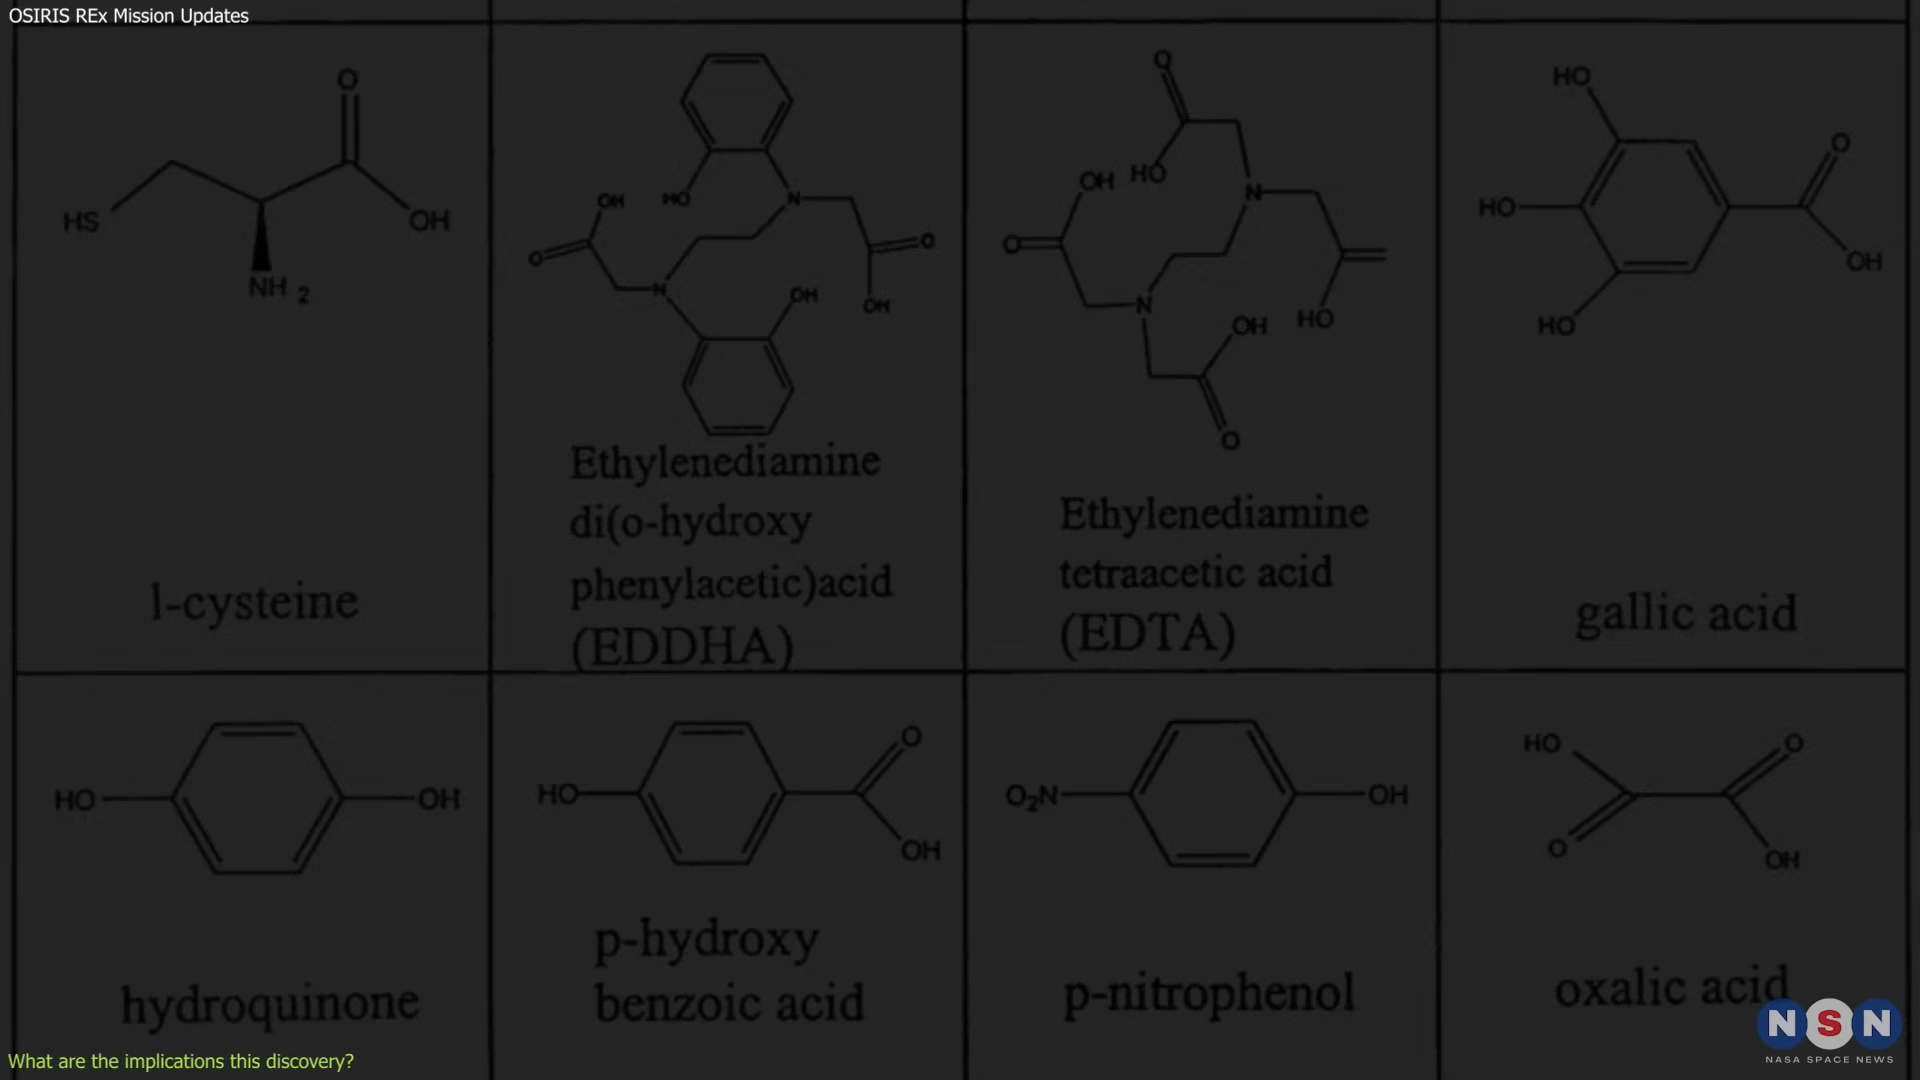 OSIRIS REx Mission Updates
O
HS
OH
NH 2
l-cysteine
OH
HO
N
O
O
N
OH
OH
Ethylenediamine
di(o-hydroxy
phenylacetic)acid
(EDDHA)
O
OH
HO
N
O
N
OH
HO
O
Ethylenediamine
tetraacetic acid
(EDTA)
HO
O
HO
OH
HO
gallic acid
HO
OH
hydroquinone
O
HO
OH
p-hydroxy
benzoic acid
O2N
OH
p-nitrophenol
HO
O
O
OH
oxalic acid
NSN
NASA SPACE NEWS
What are the implications this discovery?